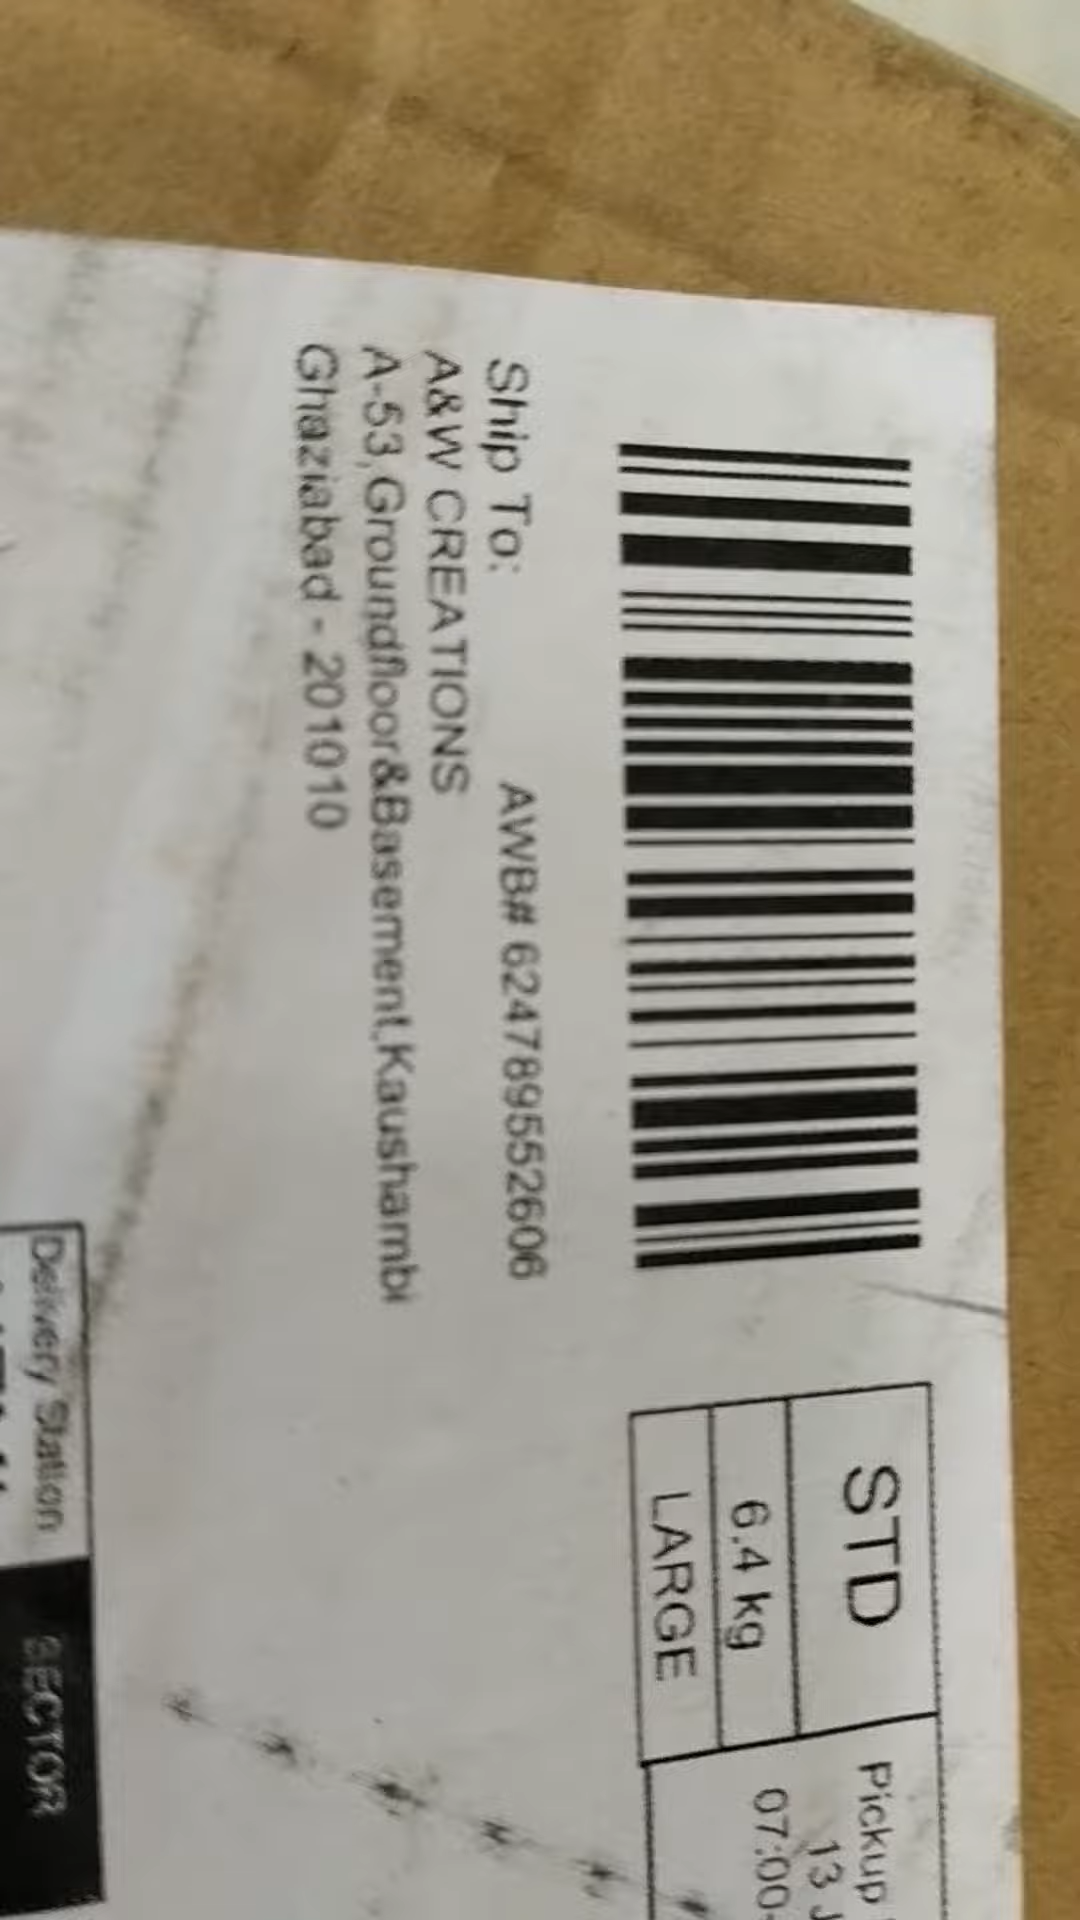 STD
6.4 kg
LARGE
Pickup
13
07:00-
Ship To:
AWB# 624789552606
A&W CREATIONS
A-53,Groundfloor&Basement,Kaushambi
Ghaziabad - 201010
Delivery Station
SECTOR